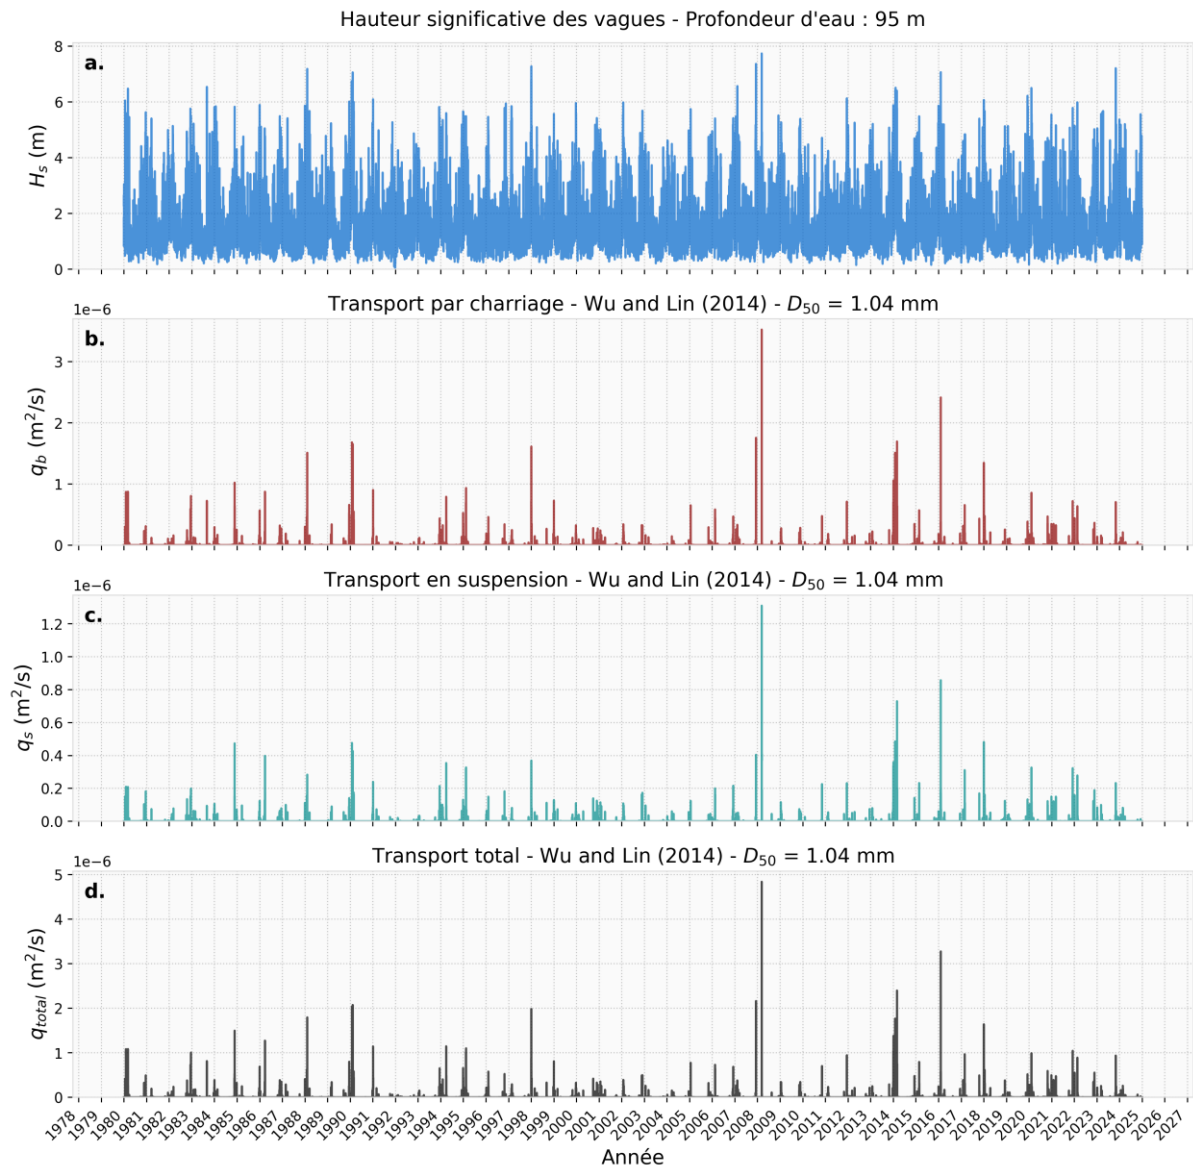 Hauteur significative des vagues - Profondeur d'eau : 95 m
a.
8
6
4
2
0
H_s (m)
Transport par charriage - Wu and Lin (2014) - D_50 = 1.04 mm
1e−6
b.
3
2
1
0
q_b (m²/s)
Transport en suspension - Wu and Lin (2014) - D_50 = 1.04 mm
1e−6
c.
1.2
1.0
0.8
0.6
0.4
0.2
0.0
q_s (m²/s)
Transport total - Wu and Lin (2014) - D_50 = 1.04 mm
1e−6
d.
5
4
3
2
1
0
q_total (m²/s)
1978 1979 1980 1981 1982 1983 1984 1985 1986 1987 1988 1989 1990 1991 1992 1993 1994 1995 1996 1997 1998 1999 2000 2001 2002 2003 2004 2005 2006 2007 2008 2009 2010 2011 2012 2013 2014 2015 2016 2017 2018 2019 2020 2021 2022 2023 2024 2025 2026 2027
Année